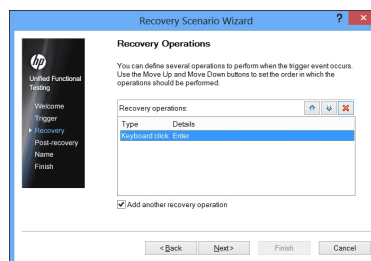 Recovery Scenario Wizard
?
×
hp
Unified Functional
Testing
Welcome
Trigger
Recovery
Post-recovery
Name
Finish
Recovery Operations
You can define several operations to perform when the trigger event occurs.
Use the Move Up and Move Down buttons to set the order in which the
operations should be performed.
Recovery operations:
Type Details
Keyboard click Enter
Add another recovery operation
< Back Next > Finish Cancel